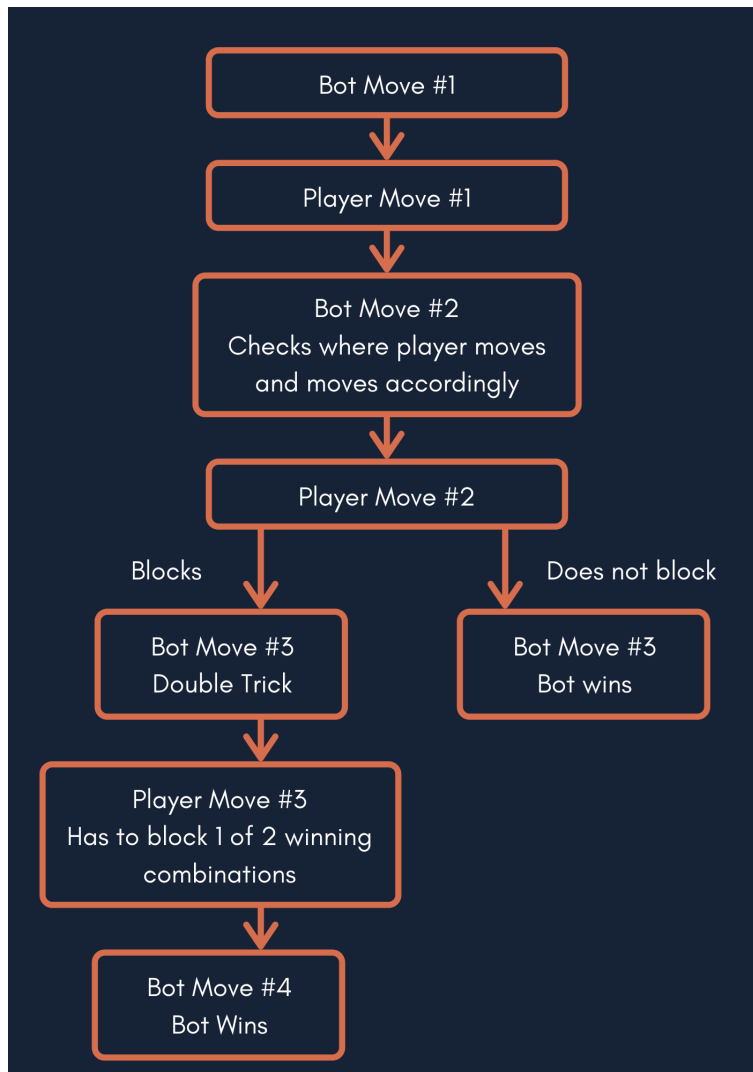 Bot Move #1
Player Move #1
Bot Move #2
Checks where player moves
and moves accordingly
Player Move #2
Blocks
Does not block
Bot Move #3
Double Trick
Bot Move #3
Bot wins
Player Move #3
Has to block 1 of 2 winning
combinations
Bot Move #4
Bot Wins